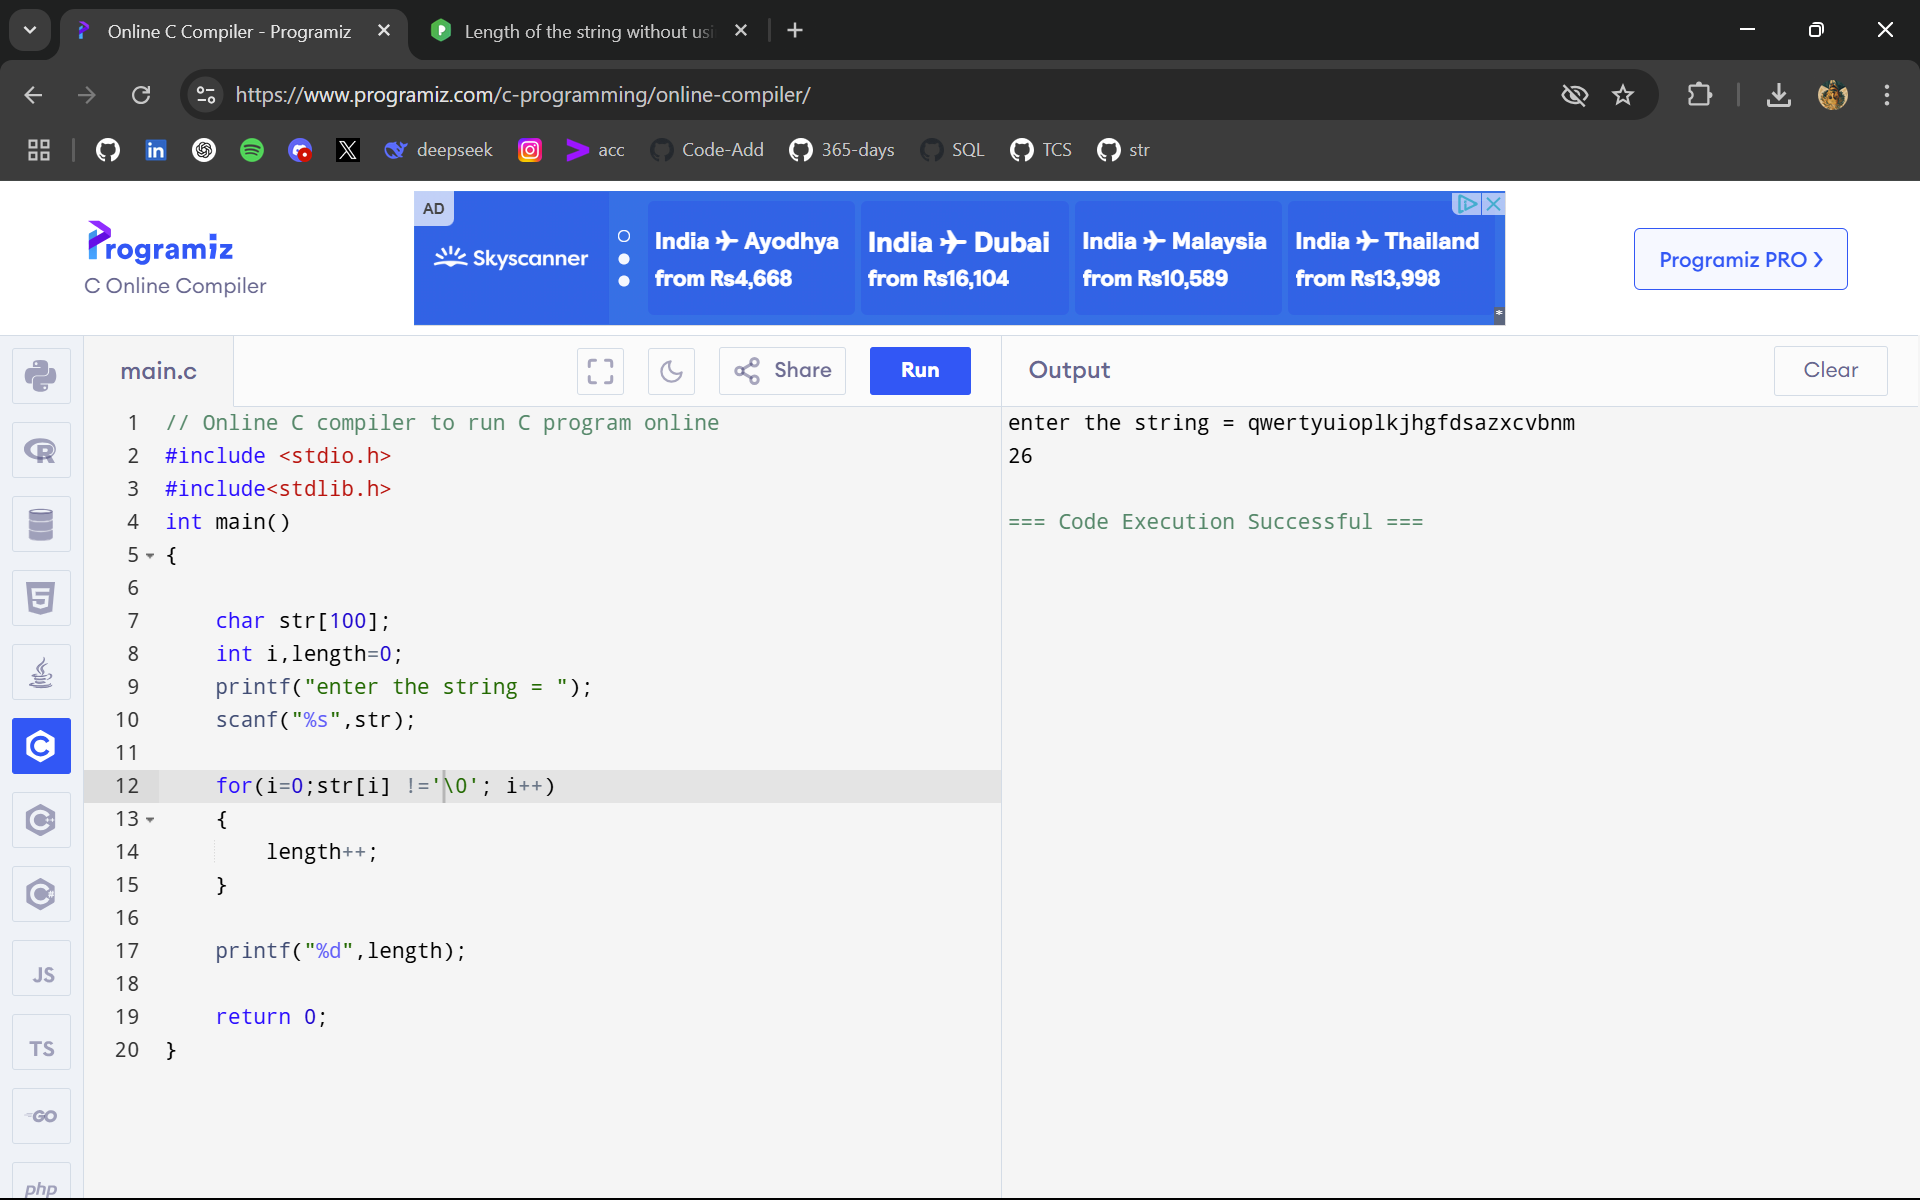 Online C Compiler - Programiz
Length of the string without usi
https://www.programiz.com/c-programming/online-compiler/
deepseek
acc
Code-Add
365-days
SQL
TCS
str
Programiz
C Online Compiler
AD
Skyscanner
India ✈ Ayodhya
from Rs4,668
India ✈ Dubai
from Rs16,104
India ✈ Malaysia
from Rs10,589
India ✈ Thailand
from Rs13,998
*
Programiz PRO ›
main.c
Share
Run
Output
Clear
1 // Online C compiler to run C program online
2 #include <stdio.h>
3 #include<stdlib.h>
4 int main()
5 {
6
7     char str[100];
8     int i,length=0;
9     printf("enter the string = ");
10     scanf("%s",str);
11
12     for(i=0;str[i] !='\0'; i++)
13     {
14         length++;
15     }
16
17     printf("%d",length);
18
19     return 0;
20 }
enter the string = qwertyuioplkjhgfdsazxcvbnm
26
=== Code Execution Successful ===
JS
TS
GO
php